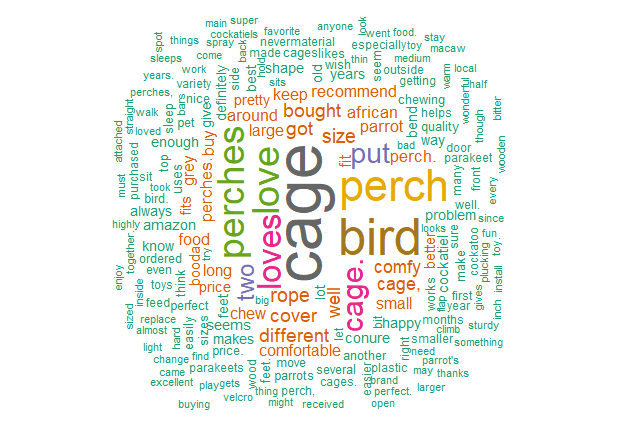 main super
cockatiels favorite anyone look
spot things spray back nevermaterial went food. stay
sleeps come made cageslikes especiallytoy macaw
years. work side best hold old wish seem thin medium local
variety definitely shape years outside getting warm half
perches, nice pretty keep recommend chewing wonderful bitter
straight bars give around bought african bend helps though
walk sleep pet large got size parrot quality
attached loved buy fit bad way door wooden
enough love put perch. parakeet
purchased top grey perches cage perch many front every
must sit uses perches.
took bird. fits bird well.
always loves problem since
highly amazon looks
know food try two cage. better cockatiel sure cockatoo fun toy.
together. ordered booda comfy make plucking
enjoy even think long big lot cage, works install
inside toys price rope well small flap first gives inch
sized feed perfect feet chew cover bit happy months year
replace easily sizes seems different let climb sturdy
almost hard makes conure right smaller something
light price. comfortable another need
change find wood feet. move easier plastic parrot's
came parakeets parrots several brand may thanks
excellent play gets thing perch, cages. perfect. larger
velcro might received open
buying